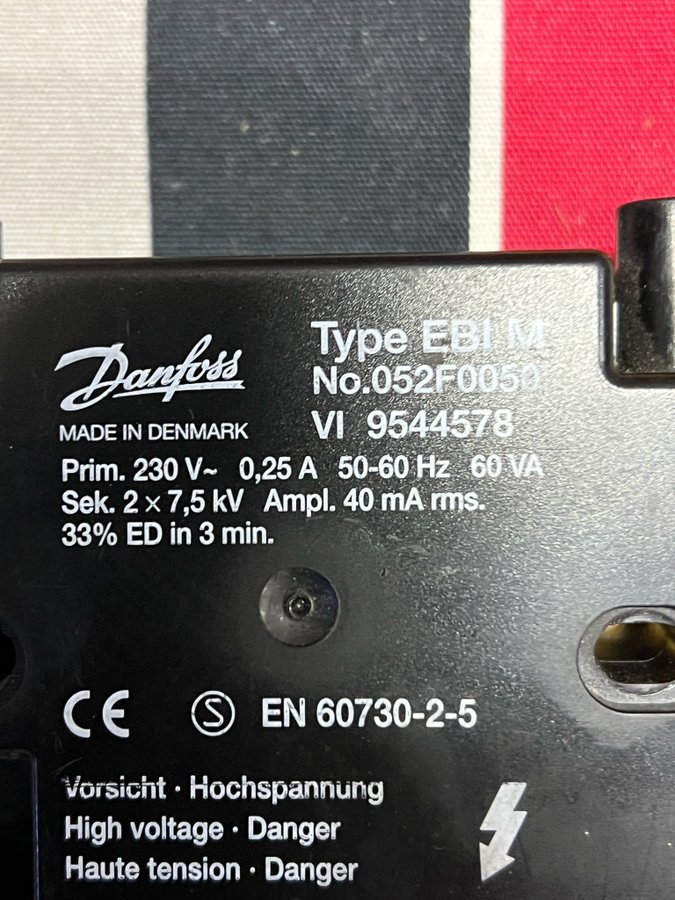 Danfoss
MADE IN DENMARK
Type EBI M
No.052F0050
VI 9544578
Prim. 230 V~ 0,25 A 50-60 Hz 60 VA
Sek. 2 x 7,5 kV Ampl. 40 mA rms.
33% ED in 3 min.
CE S EN 60730-2-5
Vorsicht · Hochspannung
High voltage · Danger
Haute tension · Danger